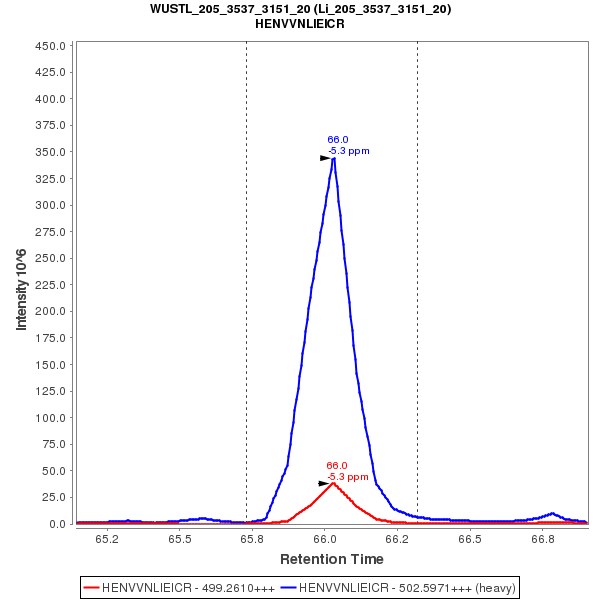 WUSTL_205_3537_3151_20 (Li_205_3537_3151_20)
HENVVNLIEICR
450.0
425.0
400.0
375.0
350.0
325.0
300.0
275.0
250.0
225.0
200.0
175.0
150.0
125.0
100.0
75.0
50.0
25.0
0.0
Intensity 10^6
66.0
-5.3 ppm
66.0
-5.3 ppm
65.2 65.5 65.8 66.0 66.2 66.5 66.8
Retention Time
HENVVNLIEICR - 499.2610+++ HENVVNLIEICR - 502.5971+++ (heavy)